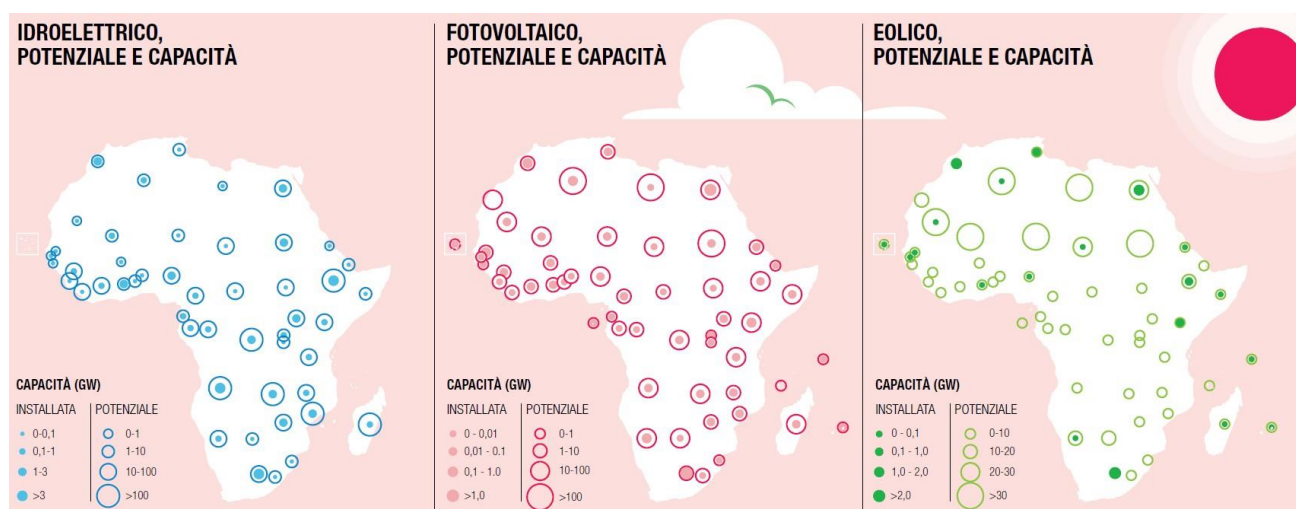 IDROELETTRICO,
POTENZIALE E CAPACITÀ
CAPACITÀ (GW)
INSTALLATA
POTENZIALE
0-0,1
0-1
0,1-1
1-10
1-3
10-100
>3
>100
FOTOVOLTAICO,
POTENZIALE E CAPACITÀ
CAPACITÀ (GW)
INSTALLATA
POTENZIALE
0 - 0,01
0-1
0,01 - 0.1
1-10
0,1 - 1.0
10-100
>1,0
>100
EOLICO,
POTENZIALE E CAPACITÀ
CAPACITÀ (GW)
INSTALLATA
POTENZIALE
0 - 0,1
0-10
0,1 - 1,0
10-20
1,0 - 2,0
20-30
>2,0
>30